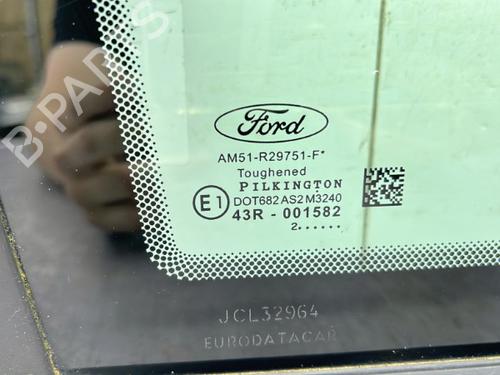 B-PARTS
Ford
AM51-R29751-F*
Toughened
PILKINGTON
E1 DOT682 AS2 M3240
43R - 001582
2......
JCL32964
EURODATACAR